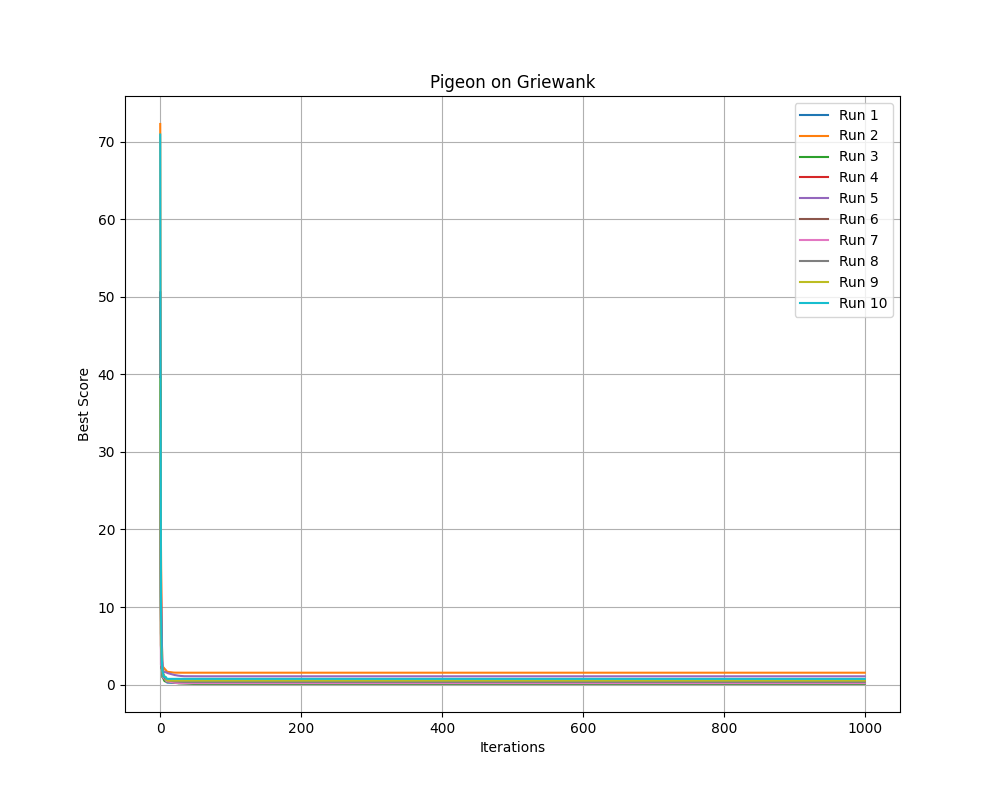 Pigeon on Griewank
Run 1
Run 2
Run 3
Run 4
Run 5
Run 6
Run 7
Run 8
Run 9
Run 10
70
60
50
40
30
20
10
0
Best Score
0 200 400 600 800 1000
Iterations